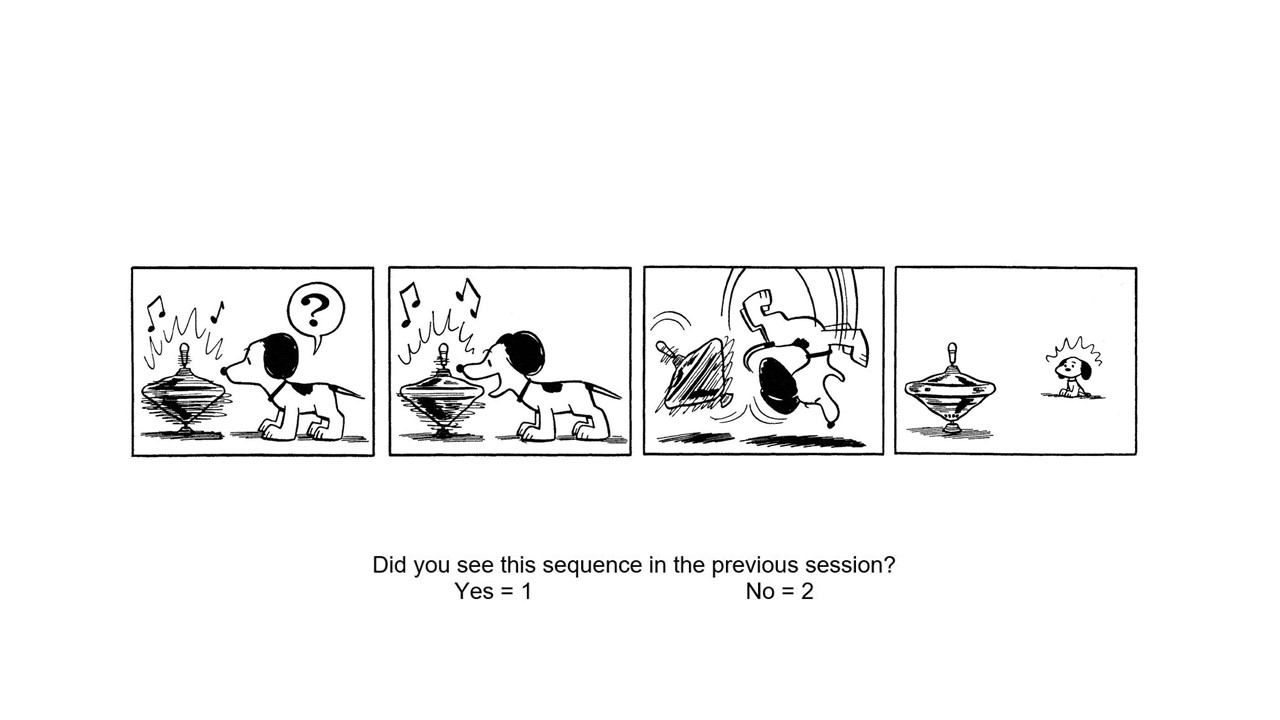 ?
Did you see this sequence in the previous session?
Yes = 1 No = 2